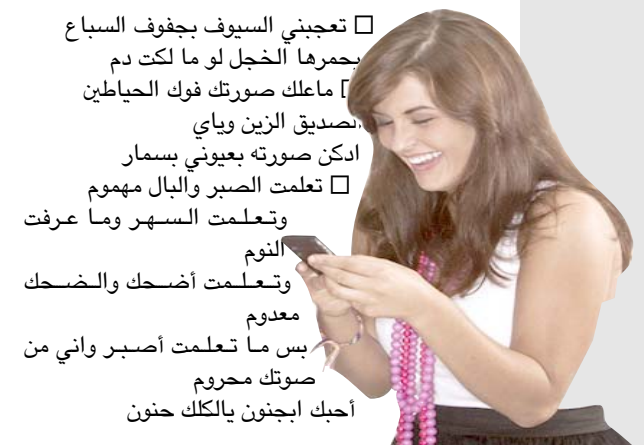 □ تعجبني السيوف بجفوف السباع
يحمرها الخجل لو ما لكت دم
□ ماعلك صورتك فوك الحياطين
الصديق الزين وياي
ادكن صورته بعيوني بسمار
□ تعلمت الصبر والبال مهموم
وتعلمت السهر وما عرفت
النوم
وتعلمت أضحك والضحك
معدوم
بس ما تعلمت أصبر واني من
صوتك محروم
أحبك ابجنون يالكلك حنون